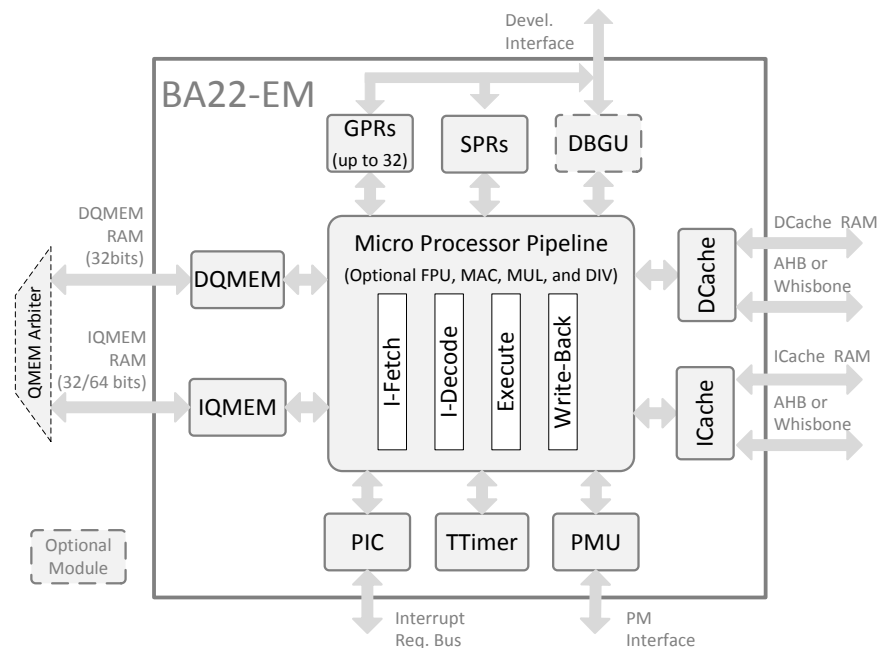 Devel.
Interface
BA22-EM
GPRs
(up to 32)
SPRs
DBGU
DQMEM
RAM
(32bits)
Micro Processor Pipeline
(Optional FPU, MAC, MUL, and DIV)
DCache
DCache RAM
AHB or
Whisbone
DQMEM
QMEM Arbiter
I-Fetch
I-Decode
Execute
Write-Back
IQMEM
RAM
(32/64 bits)
IQMEM
ICache
ICache RAM
AHB or
Whisbone
PIC
TTimer
PMU
Optional
Module
Interrupt
Req. Bus
PM
Interface